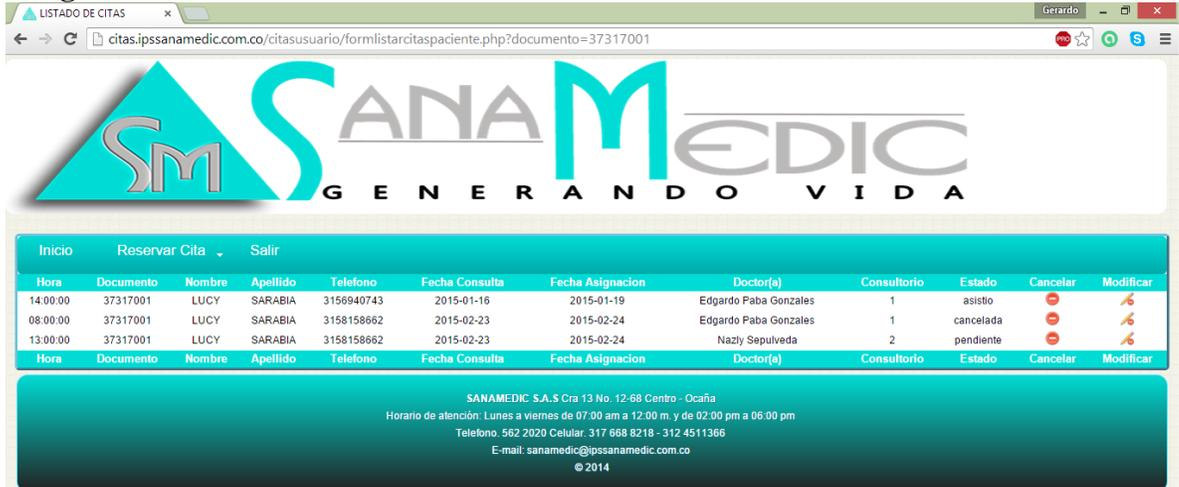 LISTADO DE CITAS
Gerardo
citas.ipssanamedic.com.co/citasusuario/formlistarcitaspaciente.php?documento=37317001
PRO
SM SANAMEDIC
GENERANDO VIDA
Inicio Reservar Cita Salir
Hora Documento Nombre Apellido Telefono Fecha Consulta Fecha Asignacion Doctor(a) Consultorio Estado Cancelar Modificar
14:00:00 37317001 LUCY SARABIA 3156940743 2015-01-16 2015-01-19 Edgardo Paba Gonzales 1 asistio
08:00:00 37317001 LUCY SARABIA 3158158662 2015-02-23 2015-02-24 Edgardo Paba Gonzales 1 cancelada
13:00:00 37317001 LUCY SARABIA 3158158662 2015-02-23 2015-02-24 Nazly Sepulveda 2 pendiente
Hora Documento Nombre Apellido Telefono Fecha Consulta Fecha Asignacion Doctor(a) Consultorio Estado Cancelar Modificar
SANAMEDIC S.A.S Cra 13 No. 12-68 Centro - Ocaña
Horario de atención: Lunes a viernes de 07:00 am a 12:00 m. y de 02:00 pm a 06:00 pm
Telefono. 562 2020 Celular. 317 668 8218 - 312 4511366
E-mail: sanamedic@ipssanamedic.com.co
© 2014